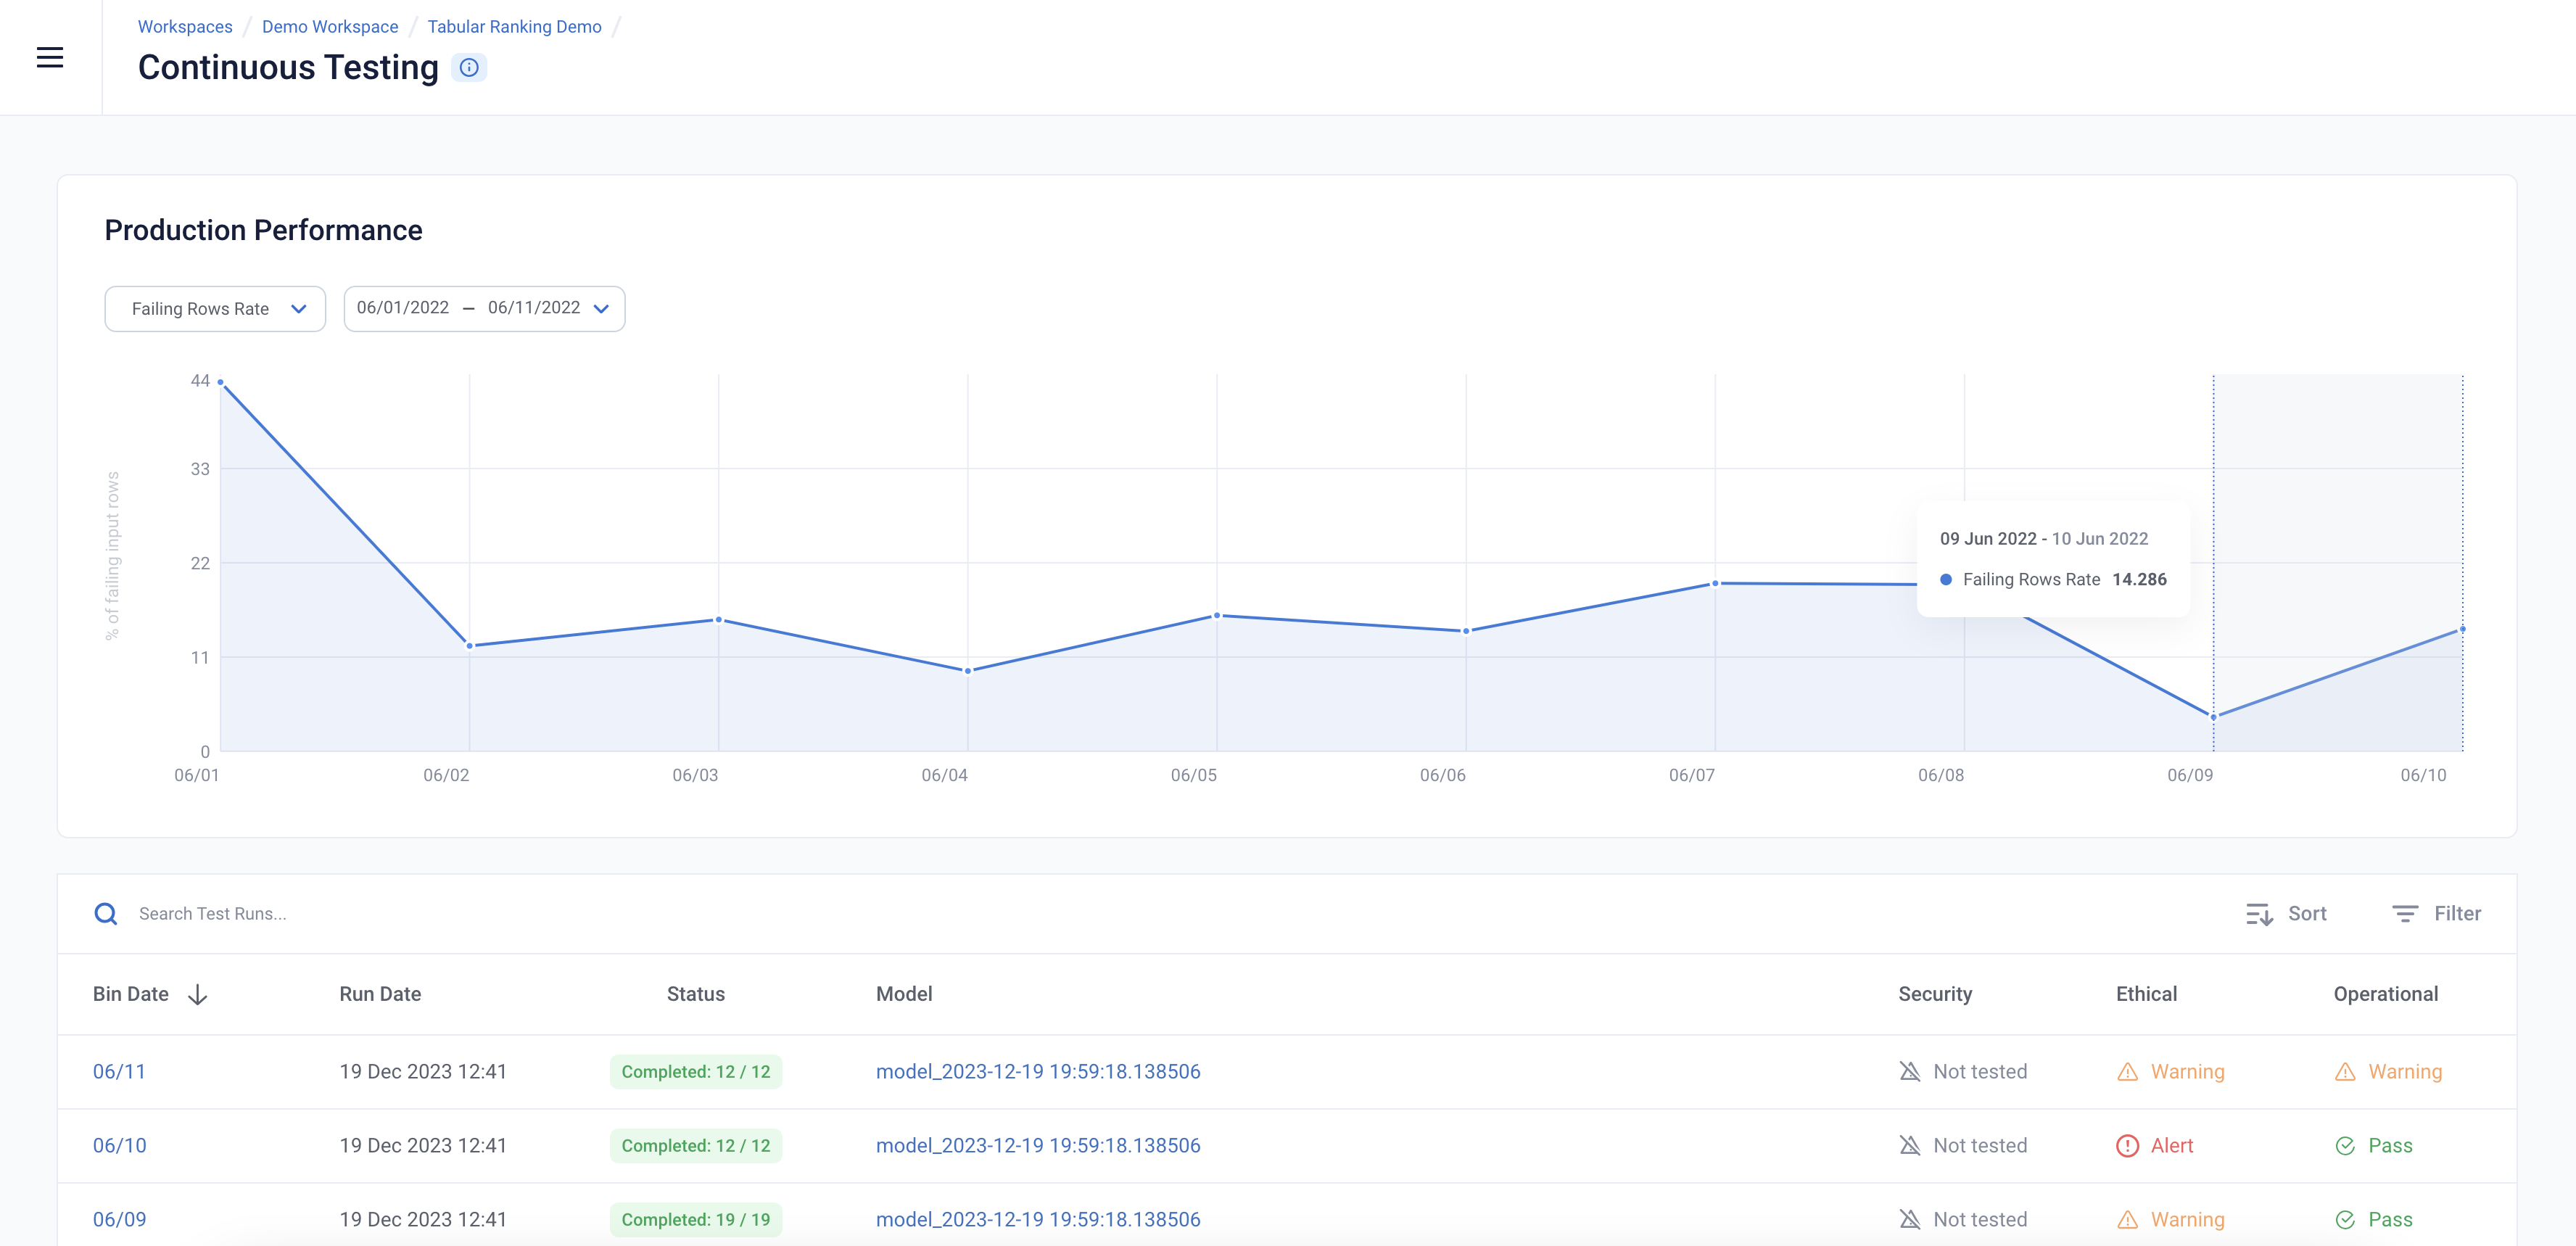 Workspaces / Demo Workspace / Tabular Ranking Demo /
Continuous Testing
Production Performance
Failing Rows Rate
06/01/2022 – 06/11/2022
% of failing input rows
44
33
22
11
0
09 Jun 2022 - 10 Jun 2022
Failing Rows Rate 14.286
06/01 06/02 06/03 06/04 06/05 06/06 06/07 06/08 06/09 06/10
Search Test Runs... Sort Filter
Bin Date Run Date Status Model Security Ethical Operational
06/11 19 Dec 2023 12:41 Completed: 12 / 12 model_2023-12-19 19:59:18.138506 Not tested Warning Warning
06/10 19 Dec 2023 12:41 Completed: 12 / 12 model_2023-12-19 19:59:18.138506 Not tested Alert Pass
06/09 19 Dec 2023 12:41 Completed: 19 / 19 model_2023-12-19 19:59:18.138506 Not tested Warning Pass